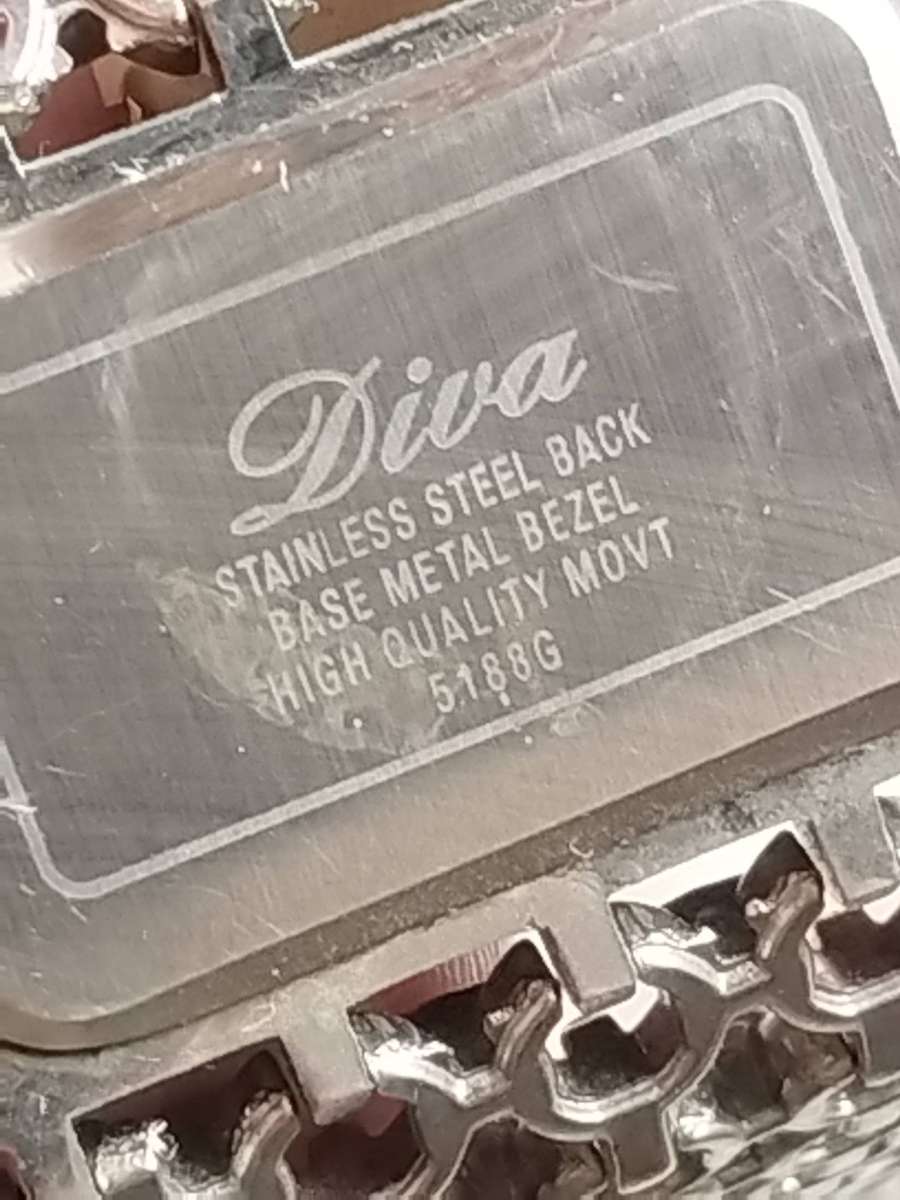 Diva
STAINLESS STEEL BACK
BASE METAL BEZEL
HIGH QUALITY MOVT
5188G